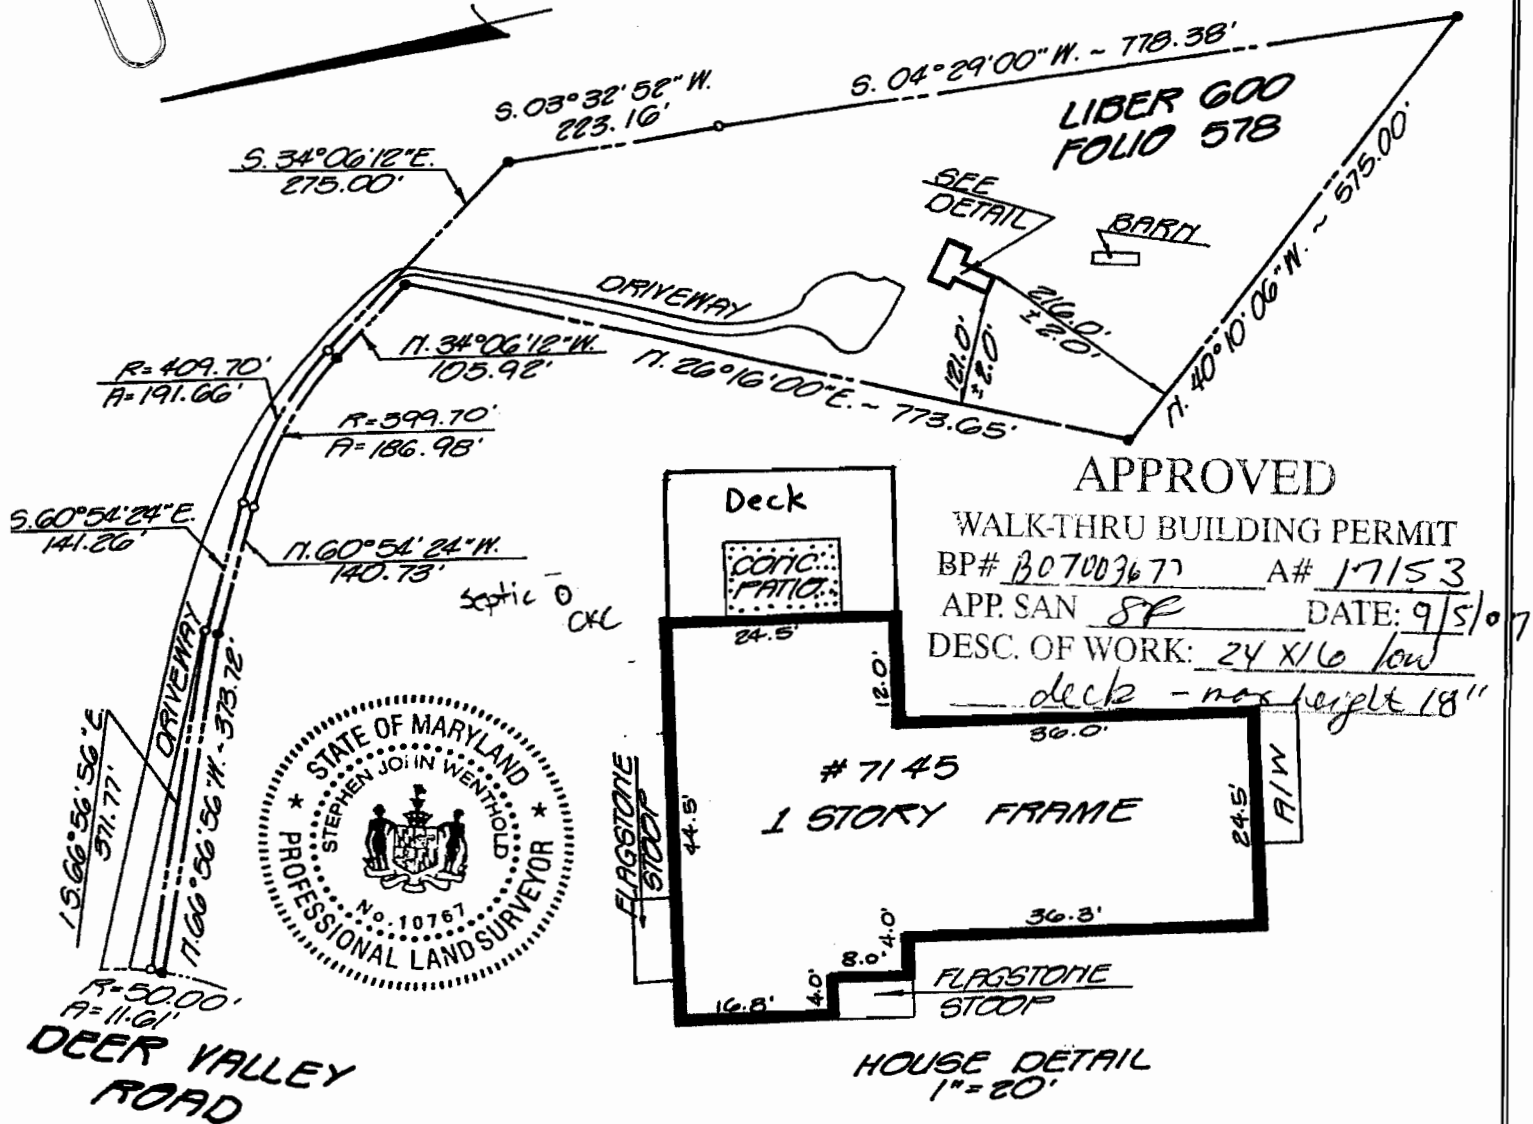 S. 03°32'52" W.
223.16'
S. 04°29'00" W. ~ 778.38'
LIBER 600
FOLIO 578
S. 34°06'12" E.
275.00'
SEE
DETAIL
BARN
N. 40°10'06" W. ~ 575.00'
DRIVEWAY
216.0'
± 2.0'
121.0'
± 2.0'
N. 34°06'12" W.
105.92'
N. 26°16'00" E. ~ 773.65'
R=409.70'
A=191.66'
R=399.70'
A=186.98'
S. 60°54'24" E.
141.26'
N. 60°54'24" W.
140.73'
septic
DRIVEWAY
S. 66°56'56" E.
371.77'
N. 66°56'56" W. ~ 373.72'
R=50.00'
A=11.61'
DEER VALLEY
ROAD
STATE OF MARYLAND
STEPHEN JOHN WENTHOLD
No. 10767
PROFESSIONAL LAND SURVEYOR
APPROVED
WALK-THRU BUILDING PERMIT
BP# B07003677 A# 17153
APP. SAN DATE: 9/5/07
DESC. OF WORK: 24 X16 low
deck - max height 18"
Deck
CONC.
PATIO
24.5'
12.0'
36.0'
# 7145
1 STORY FRAME
A/W
24.5'
FLAGSTONE
STOOP
44.5'
36.3'
4.0'
8.0'
4.0'
16.8'
FLAGSTONE
STOOP
HOUSE DETAIL
1"=20'